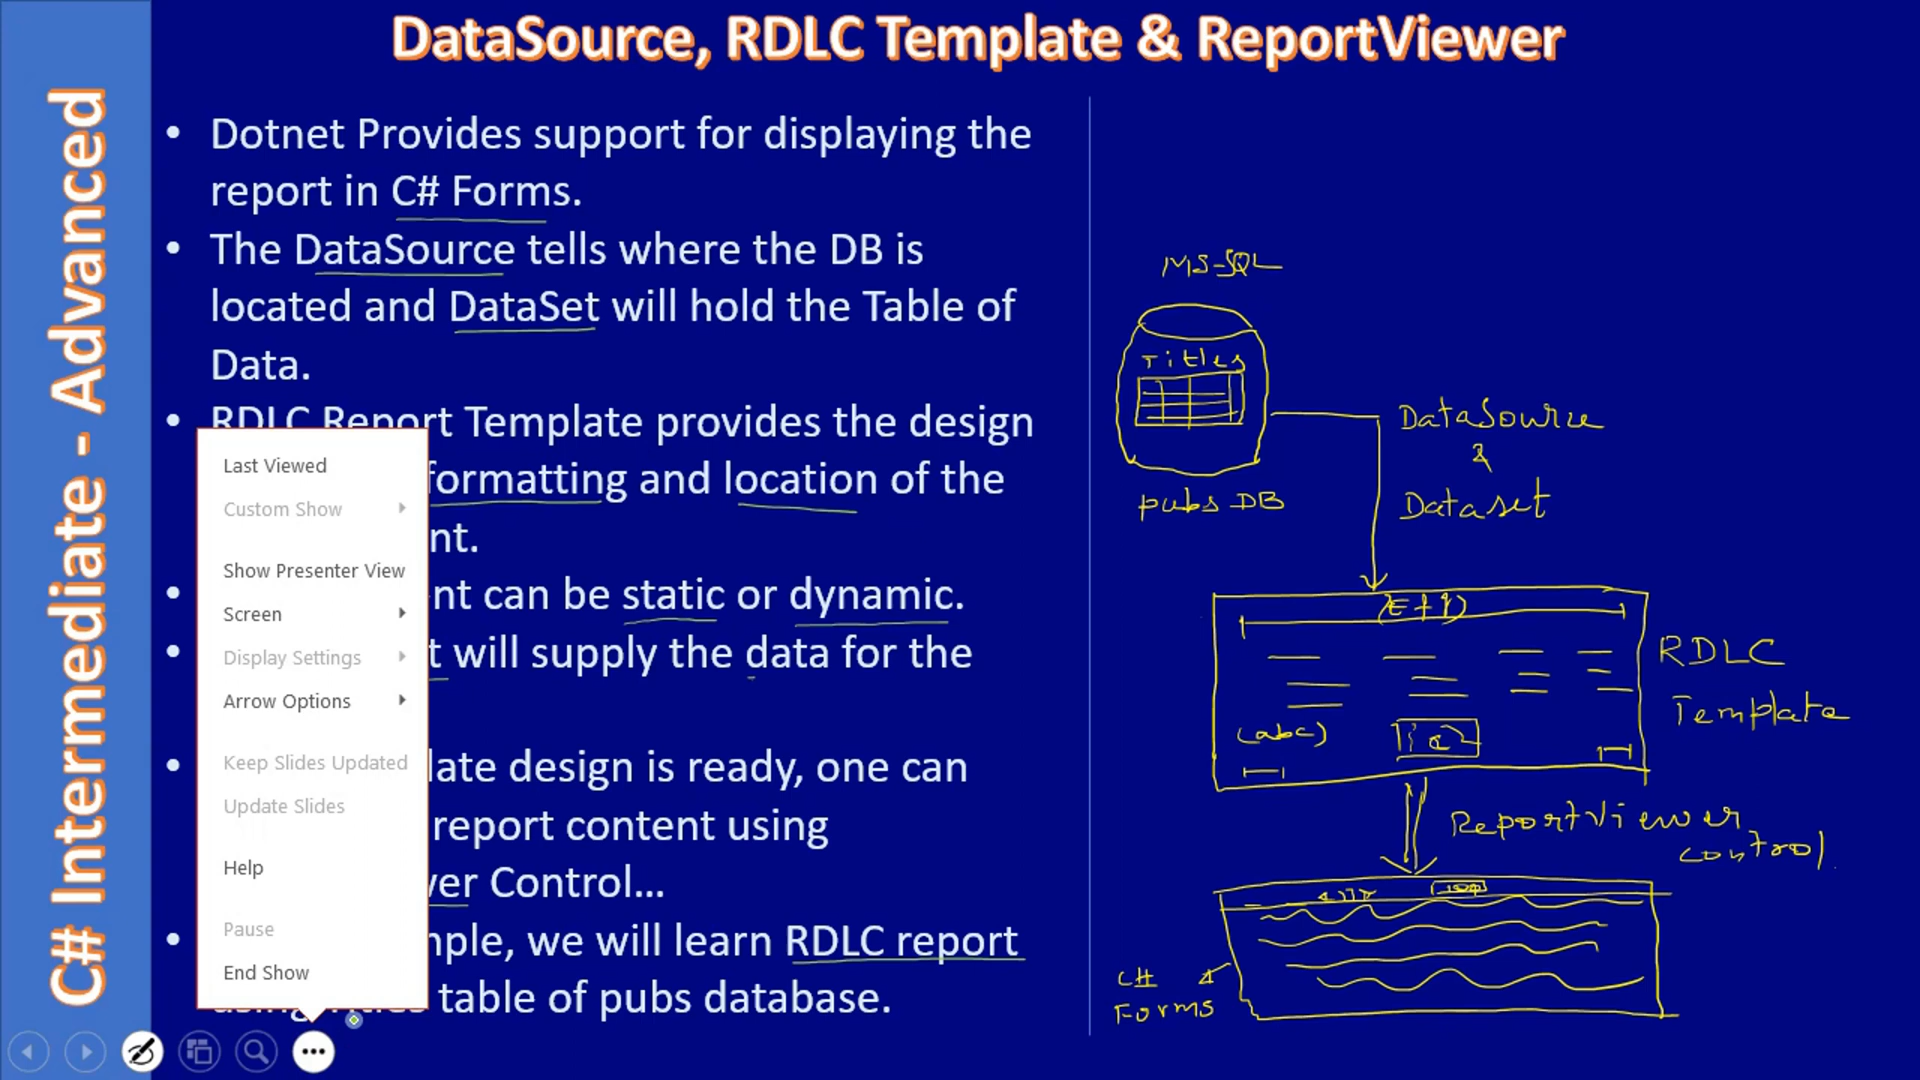 DataSource, RDLC Template & ReportViewer
C# Intermediate - Advanced
• Dotnet Provides support for displaying the
report in C# Forms.
• The DataSource tells where the DB is
located and DataSet will hold the Table of
Data.
• RDLC Report Template provides the design
formatting and location of the
nt.
• nt can be static or dynamic.
• t will supply the data for the
• late design is ready, one can
report content using
wer Control...
• mple, we will learn RDLC report
using Titles table of pubs database.
Last Viewed
Custom Show
Show Presenter View
Screen
Display Settings
Arrow Options
Keep Slides Updated
Update Slides
Help
Pause
End Show
MS-SQL
Titles
pubs DB
DataSource
&
Dataset
RDLC
Template
(abc)
ReportViewer
control
C#
Forms